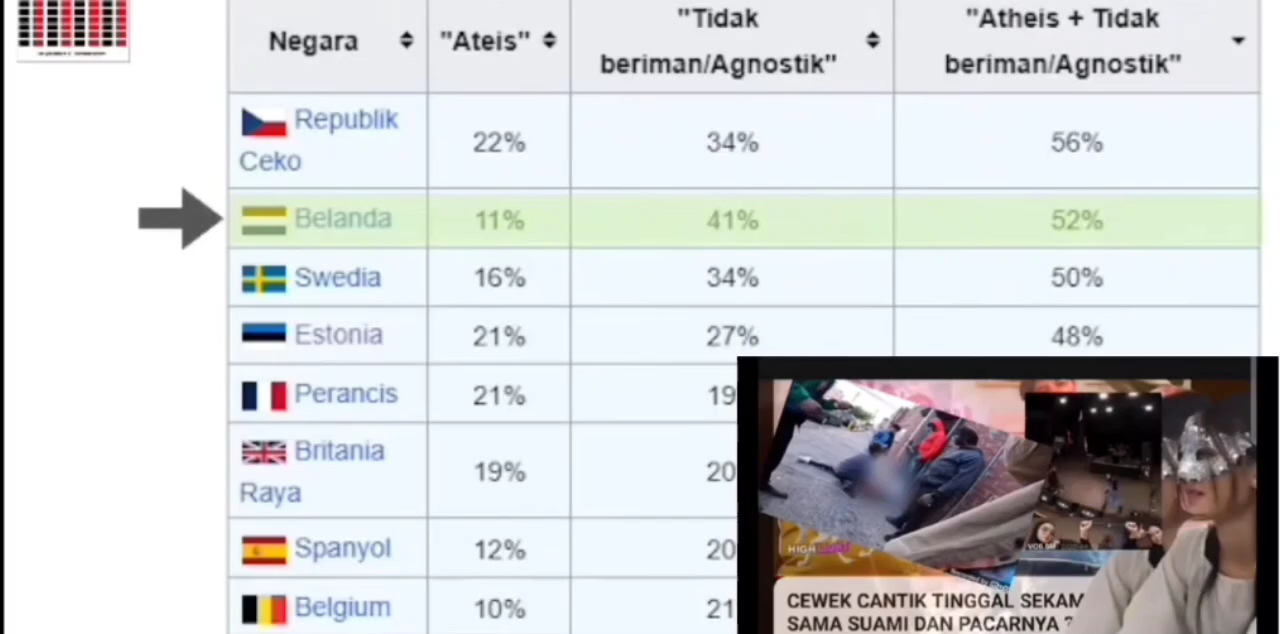 Negara "Ateis" "Tidak beriman/Agnostik" "Atheis + Tidak beriman/Agnostik"
Republik Ceko 22% 34% 56%
Belanda 11% 41% 52%
Swedia 16% 34% 50%
Estonia 21% 27% 48%
Perancis 21% 19
Britania Raya 19% 20
Spanyol 12% 20
Belgium 10% 21
HIGH
VOB
CEWEK CANTIK TINGGAL SEKAM
SAMA SUAMI DAN PACARNYA ?